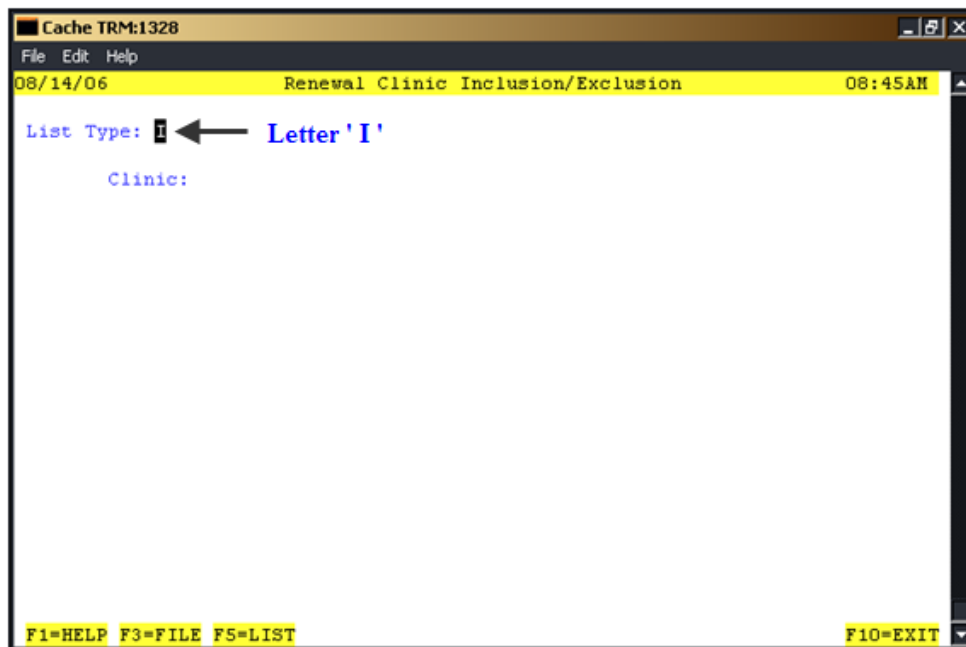 Cache TRM:1328
File Edit Help
08/14/06 Renewal Clinic Inclusion/Exclusion 08:45AM
List Type: I Letter ' I '
Clinic:
F1=HELP F3=FILE F5=LIST F10=EXIT